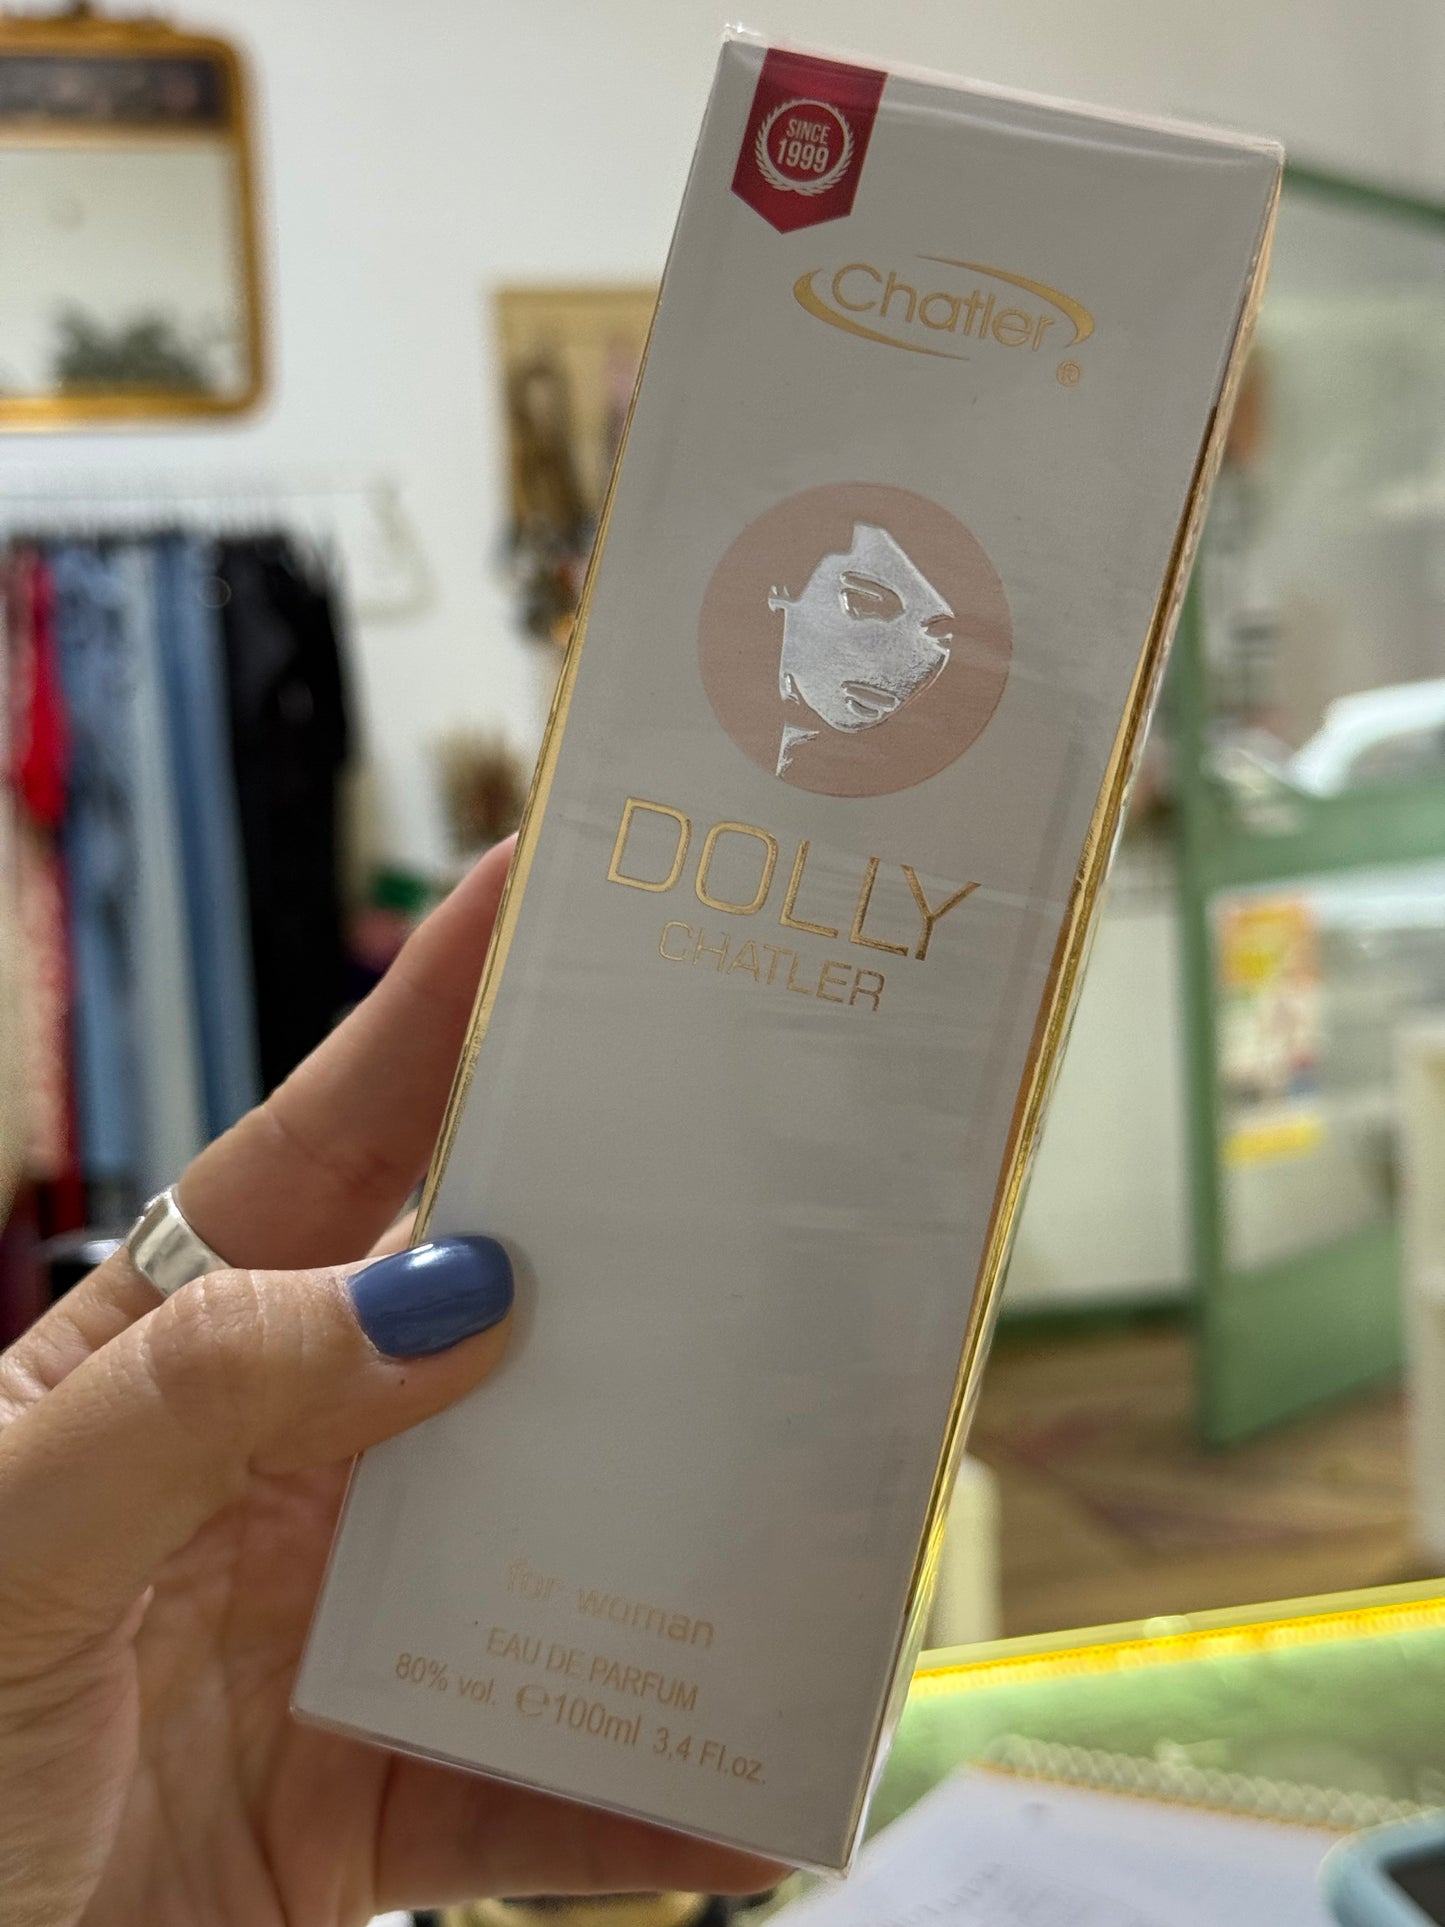 SINCE
1999
Chatler
®
DOLLY
CHATLER
for woman
EAU DE PARFUM
80% vol. ℮100ml 3,4 Fl.oz.